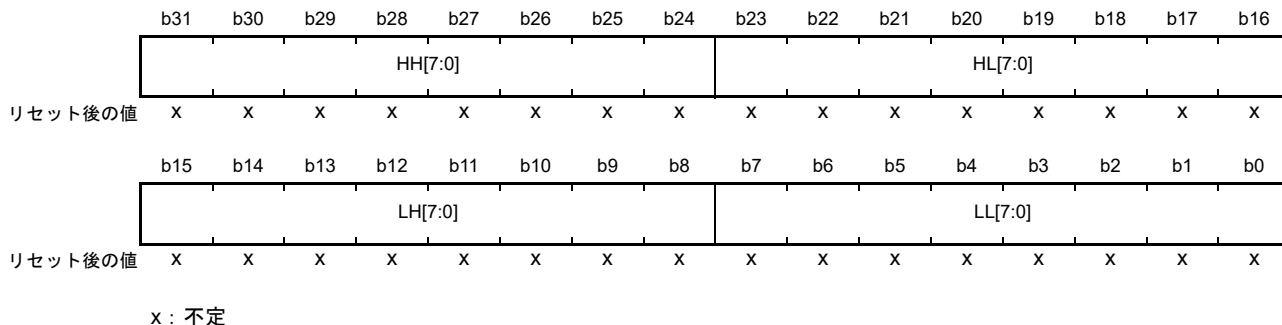 b31 b30 b29 b28 b27 b26 b25 b24 b23 b22 b21 b20 b19 b18 b17 b16
HH[7:0] HL[7:0]
リセット後の値 x x x x x x x x x x x x x x x x
b15 b14 b13 b12 b11 b10 b9 b8 b7 b6 b5 b4 b3 b2 b1 b0
LH[7:0] LL[7:0]
リセット後の値 x x x x x x x x x x x x x x x x
x : 不定